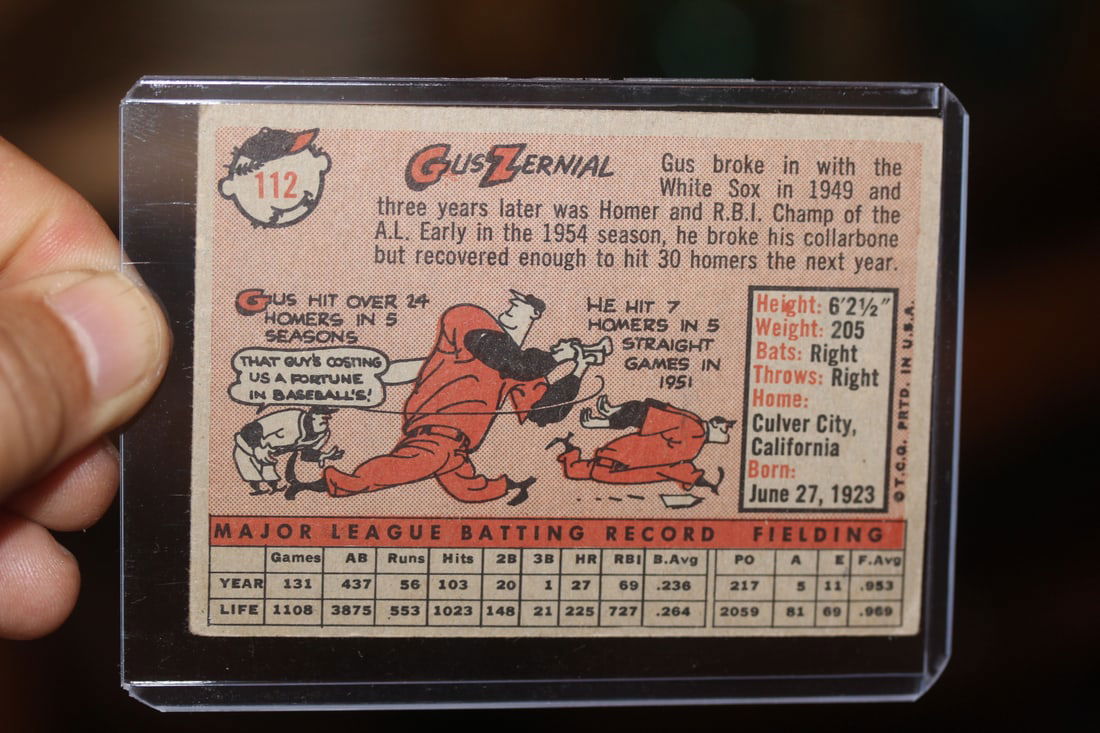 112
GUS ZERNIAL
Gus broke in with the
White Sox in 1949 and
three years later was Homer and R.B.I. Champ of the
A.L. Early in the 1954 season, he broke his collarbone
but recovered enough to hit 30 homers the next year.
GUS HIT OVER 24
HOMERS IN 5
SEASONS
THAT GUY'S COSTING
US A FORTUNE
IN BASEBALL'S!
HE HIT 7
HOMERS IN 5
STRAIGHT
GAMES IN
1951
Height: 6'2½"
Weight: 205
Bats: Right
Throws: Right
Home:
Culver City,
California
Born:
June 27, 1923
©T.C.G. PRTD. IN U.S.A.
MAJOR LEAGUE BATTING RECORD FIELDING
Games AB Runs Hits 2B 3B HR RBI B.Avg PO A E F.Avg
YEAR 131 437 56 103 20 1 27 69 .236 217 5 11 .953
LIFE 1108 3875 553 1023 148 21 225 727 .264 2059 81 69 .969